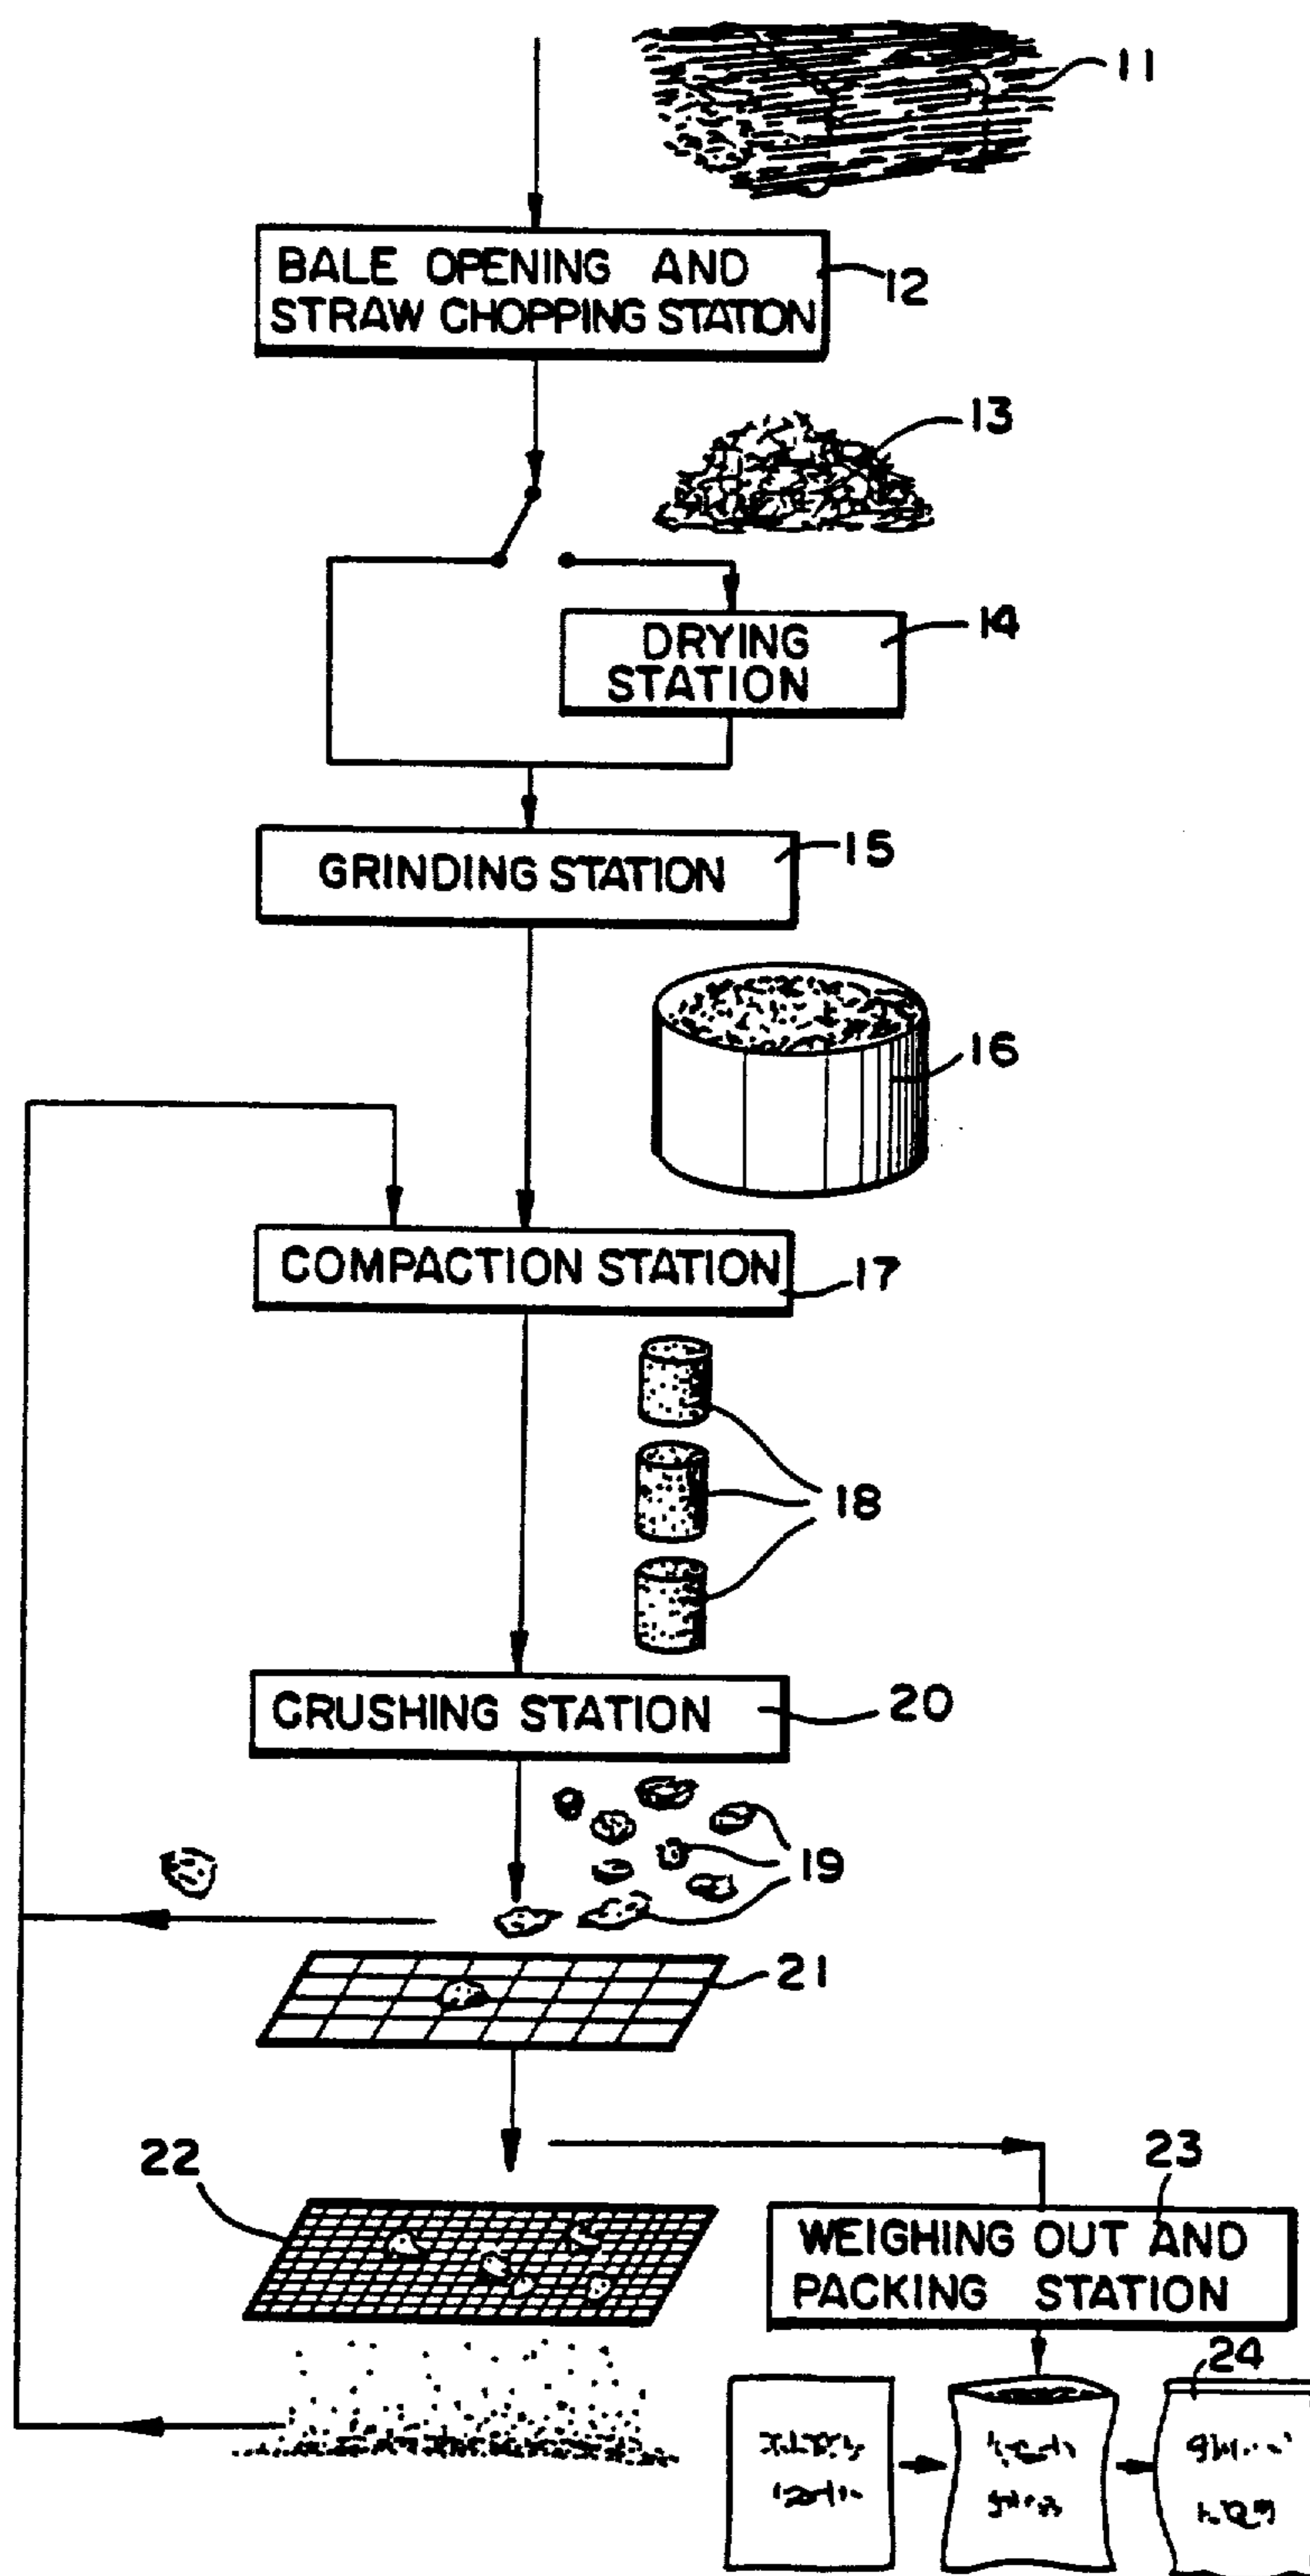 11
BALE OPENING AND
STRAW CHOPPING STATION
12
13
DRYING
STATION
14
GRINDING STATION
15
16
COMPACTION STATION
17
18
CRUSHING STATION
20
19
21
22
23
WEIGHING OUT AND
PACKING STATION
24